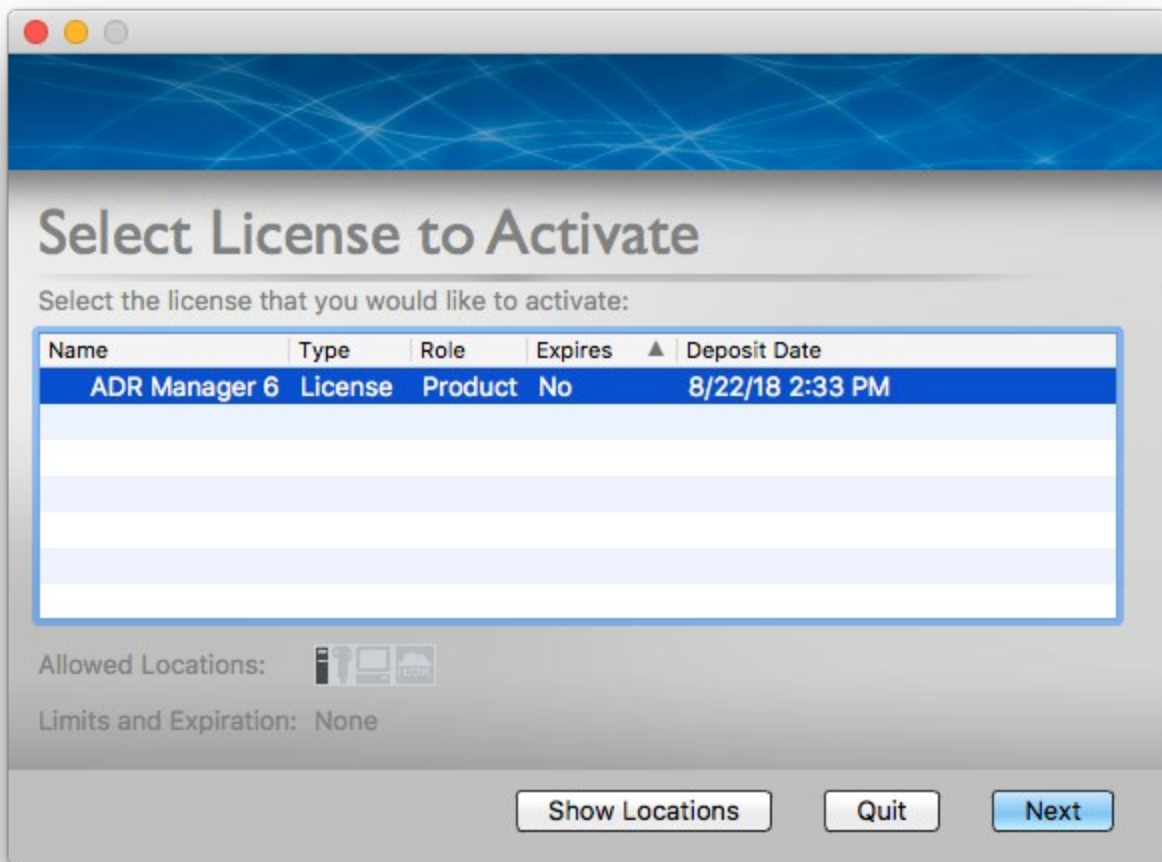 Select License to Activate
Select the license that you would like to activate:
Name Type Role Expires Deposit Date
ADR Manager 6 License Product No 8/22/18 2:33 PM
Allowed Locations:
Limits and Expiration: None
Show Locations Quit Next